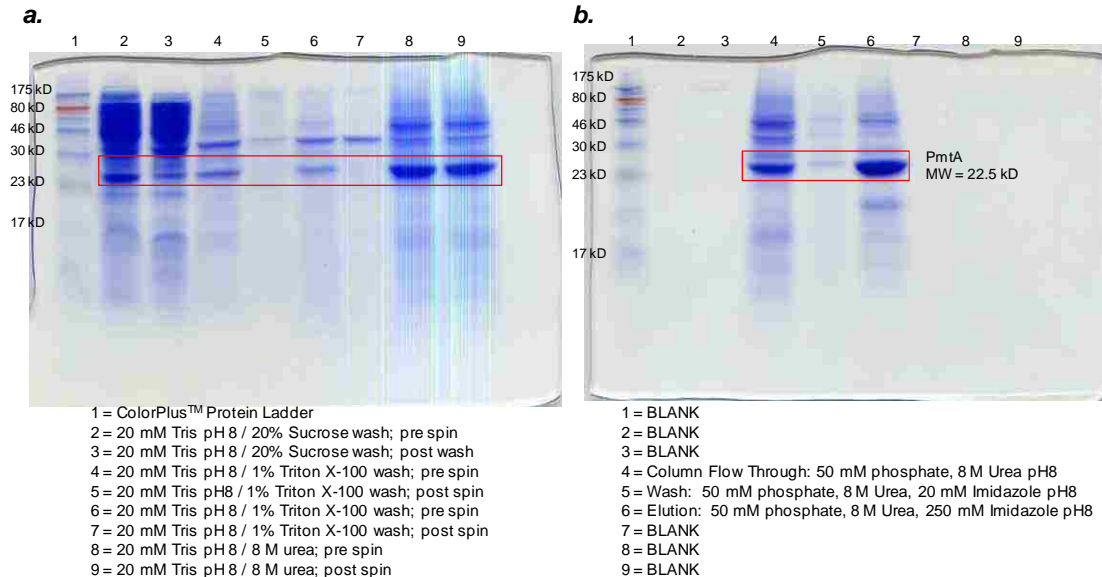 a.
1 2 3 4 5 6 7 8 9
175 kD
80 kD
46 kD
30 kD
23 kD
17 kD
1 = ColorPlus™ Protein Ladder
2 = 20 mM Tris pH 8 / 20% Sucrose wash; pre spin
3 = 20 mM Tris pH 8 / 20% Sucrose wash; post wash
4 = 20 mM Tris pH 8 / 1% Triton X-100 wash; pre spin
5 = 20 mM Tris pH8 / 1% Triton X-100 wash; post spin
6 = 20 mM Tris pH 8 / 1% Triton X-100 wash; pre spin
7 = 20 mM Tris pH 8 / 1% Triton X-100 wash; post spin
8 = 20 mM Tris pH 8 / 8 M urea; pre spin
9 = 20 mM Tris pH 8 / 8 M urea; post spin
b.
1 2 3 4 5 6 7 8 9
175 kD
80 kD
46 kD
30 kD
23 kD
17 kD
PmtA
MW = 22.5 kD
1 = BLANK
2 = BLANK
3 = BLANK
4 = Column Flow Through: 50 mM phosphate, 8 M Urea pH8
5 = Wash: 50 mM phosphate, 8 M Urea, 20 mM Imidazole pH8
6 = Elution: 50 mM phosphate, 8 M Urea, 250 mM Imidazole pH8
7 = BLANK
8 = BLANK
9 = BLANK